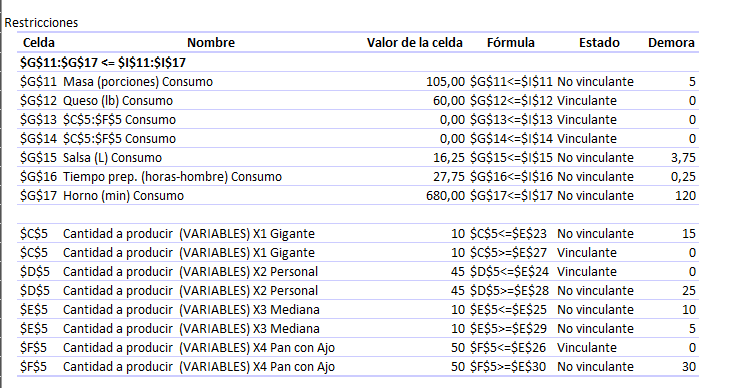 Restricciones
Celda Nombre Valor de la celda Fórmula Estado Demora
$G$11:$G$17 <= $I$11:$I$17
$G$11 Masa (porciones) Consumo 105,00 $G$11<=$I$11 No vinculante 5
$G$12 Queso (lb) Consumo 60,00 $G$12<=$I$12 Vinculante 0
$G$13 $C$5:$F$5 Consumo 0,00 $G$13<=$I$13 Vinculante 0
$G$14 $C$5:$F$5 Consumo 0,00 $G$14<=$I$14 Vinculante 0
$G$15 Salsa (L) Consumo 16,25 $G$15<=$I$15 No vinculante 3,75
$G$16 Tiempo prep. (horas-hombre) Consumo 27,75 $G$16<=$I$16 No vinculante 0,25
$G$17 Horno (min) Consumo 680,00 $G$17<=$I$17 No vinculante 120
$C$5 Cantidad a producir (VARIABLES) X1 Gigante 10 $C$5<=$E$23 No vinculante 15
$C$5 Cantidad a producir (VARIABLES) X1 Gigante 10 $C$5>=$E$27 Vinculante 0
$D$5 Cantidad a producir (VARIABLES) X2 Personal 45 $D$5<=$E$24 Vinculante 0
$D$5 Cantidad a producir (VARIABLES) X2 Personal 45 $D$5>=$E$28 No vinculante 25
$E$5 Cantidad a producir (VARIABLES) X3 Mediana 10 $E$5<=$E$25 No vinculante 10
$E$5 Cantidad a producir (VARIABLES) X3 Mediana 10 $E$5>=$E$29 No vinculante 5
$F$5 Cantidad a producir (VARIABLES) X4 Pan con Ajo 50 $F$5<=$E$26 Vinculante 0
$F$5 Cantidad a producir (VARIABLES) X4 Pan con Ajo 50 $F$5>=$E$30 No vinculante 30